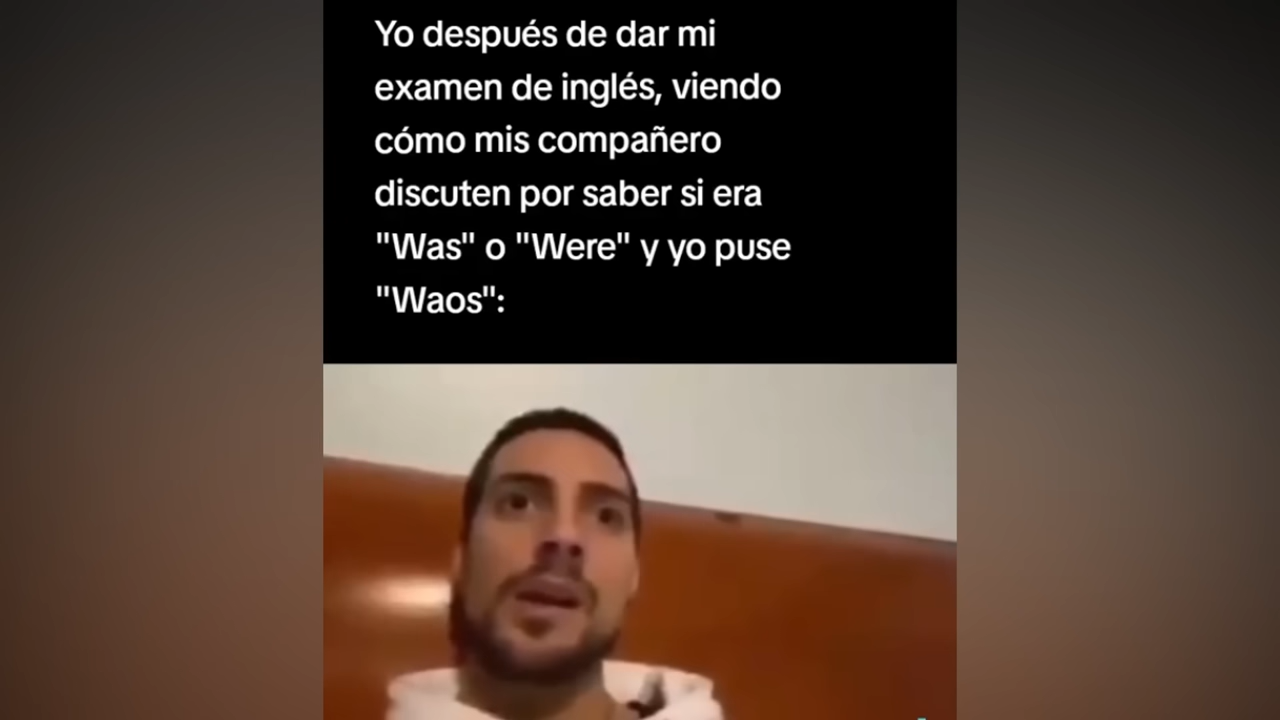 Yo después de dar mi
examen de inglés, viendo
cómo mis compañero
discuten por saber si era
"Was" o "Were" y yo puse
"Waos":